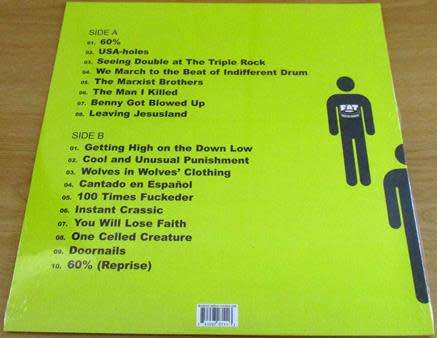 SIDE A
01. 60%
02. USA-holes
03. Seeing Double at The Triple Rock
04. We March to the Beat of Indifferent Drum
05. The Marxist Brothers
06. The Man I Killed
07. Benny Got Blowed Up
08. Leaving Jesusland
SIDE B
01. Getting High on the Down Low
02. Cool and Unusual Punishment
03. Wolves in Wolves' Clothing
04. Cantado en Español
05. 100 Times Fuckeder
06. Instant Crassic
07. You Will Lose Faith
08. One Celled Creature
09. Doornails
10. 60% (Reprise)
FAT